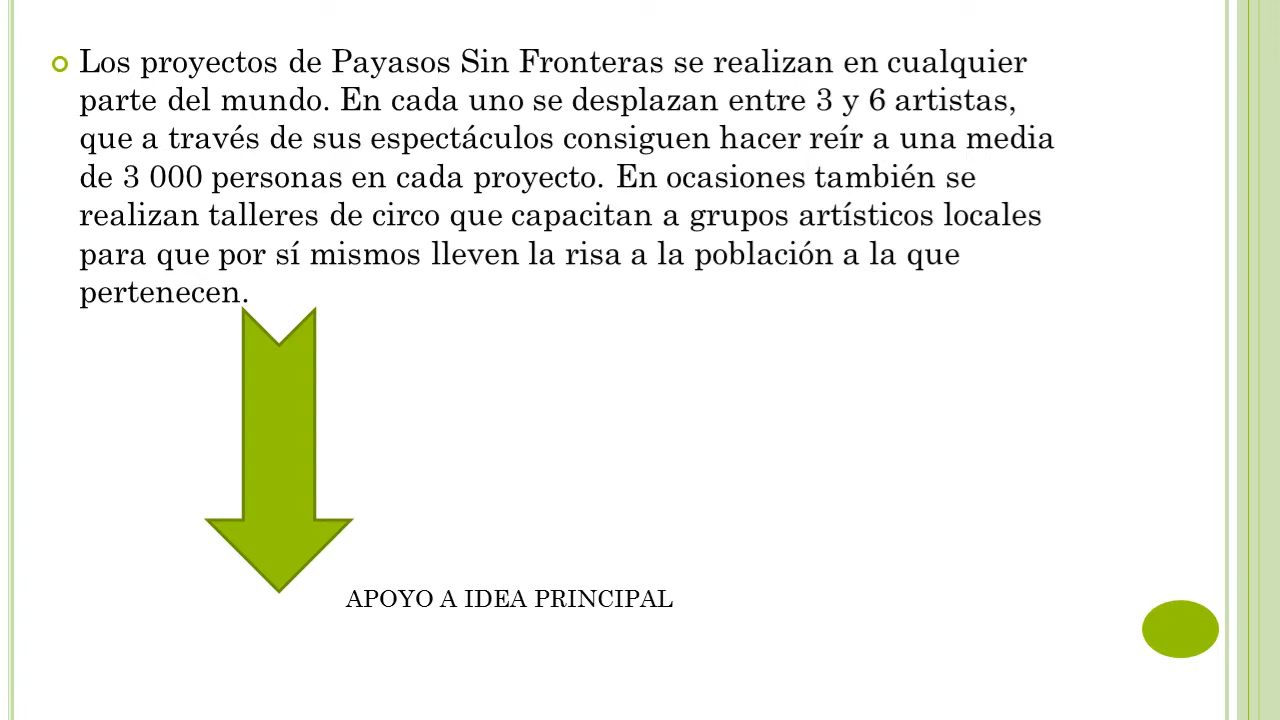 Los proyectos de Payasos Sin Fronteras se realizan en cualquier
parte del mundo. En cada uno se desplazan entre 3 y 6 artistas,
que a través de sus espectáculos consiguen hacer reír a una media
de 3 000 personas en cada proyecto. En ocasiones también se
realizan talleres de circo que capacitan a grupos artísticos locales
para que por sí mismos lleven la risa a la población a la que
pertenecen.
APOYO A IDEA PRINCIPAL